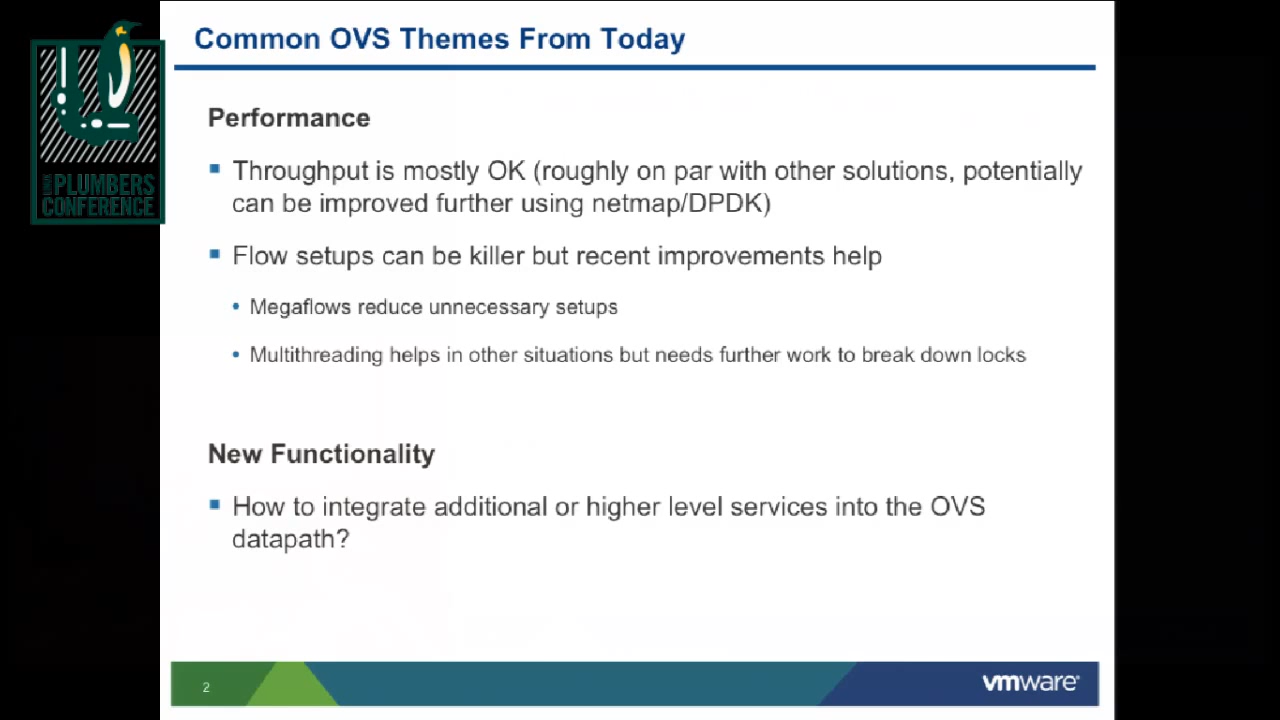 Common OVS Themes From Today
Performance
Throughput is mostly OK (roughly on par with other solutions, potentially
can be improved further using netmap/DPDK)
Flow setups can be killer but recent improvements help
Megaflows reduce unnecessary setups
Multithreading helps in other situations but needs further work to break down locks
New Functionality
How to integrate additional or higher level services into the OVS
datapath?
2
vmware
LINUX
PLUMBERS
CONFERENCE